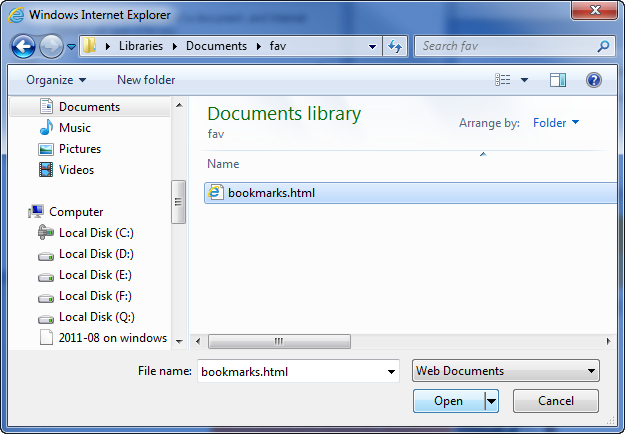 Windows Internet Explorer
Libraries Documents fav
Search fav
Organize New folder
Documents
Music
Pictures
Videos
Computer
Local Disk (C:)
Local Disk (D:)
Local Disk (E:)
Local Disk (F:)
Local Disk (Q:)
2011-08 on windows
Documents library
fav
Arrange by: Folder
Name
bookmarks.html
File name: bookmarks.html
Web Documents
Open Cancel